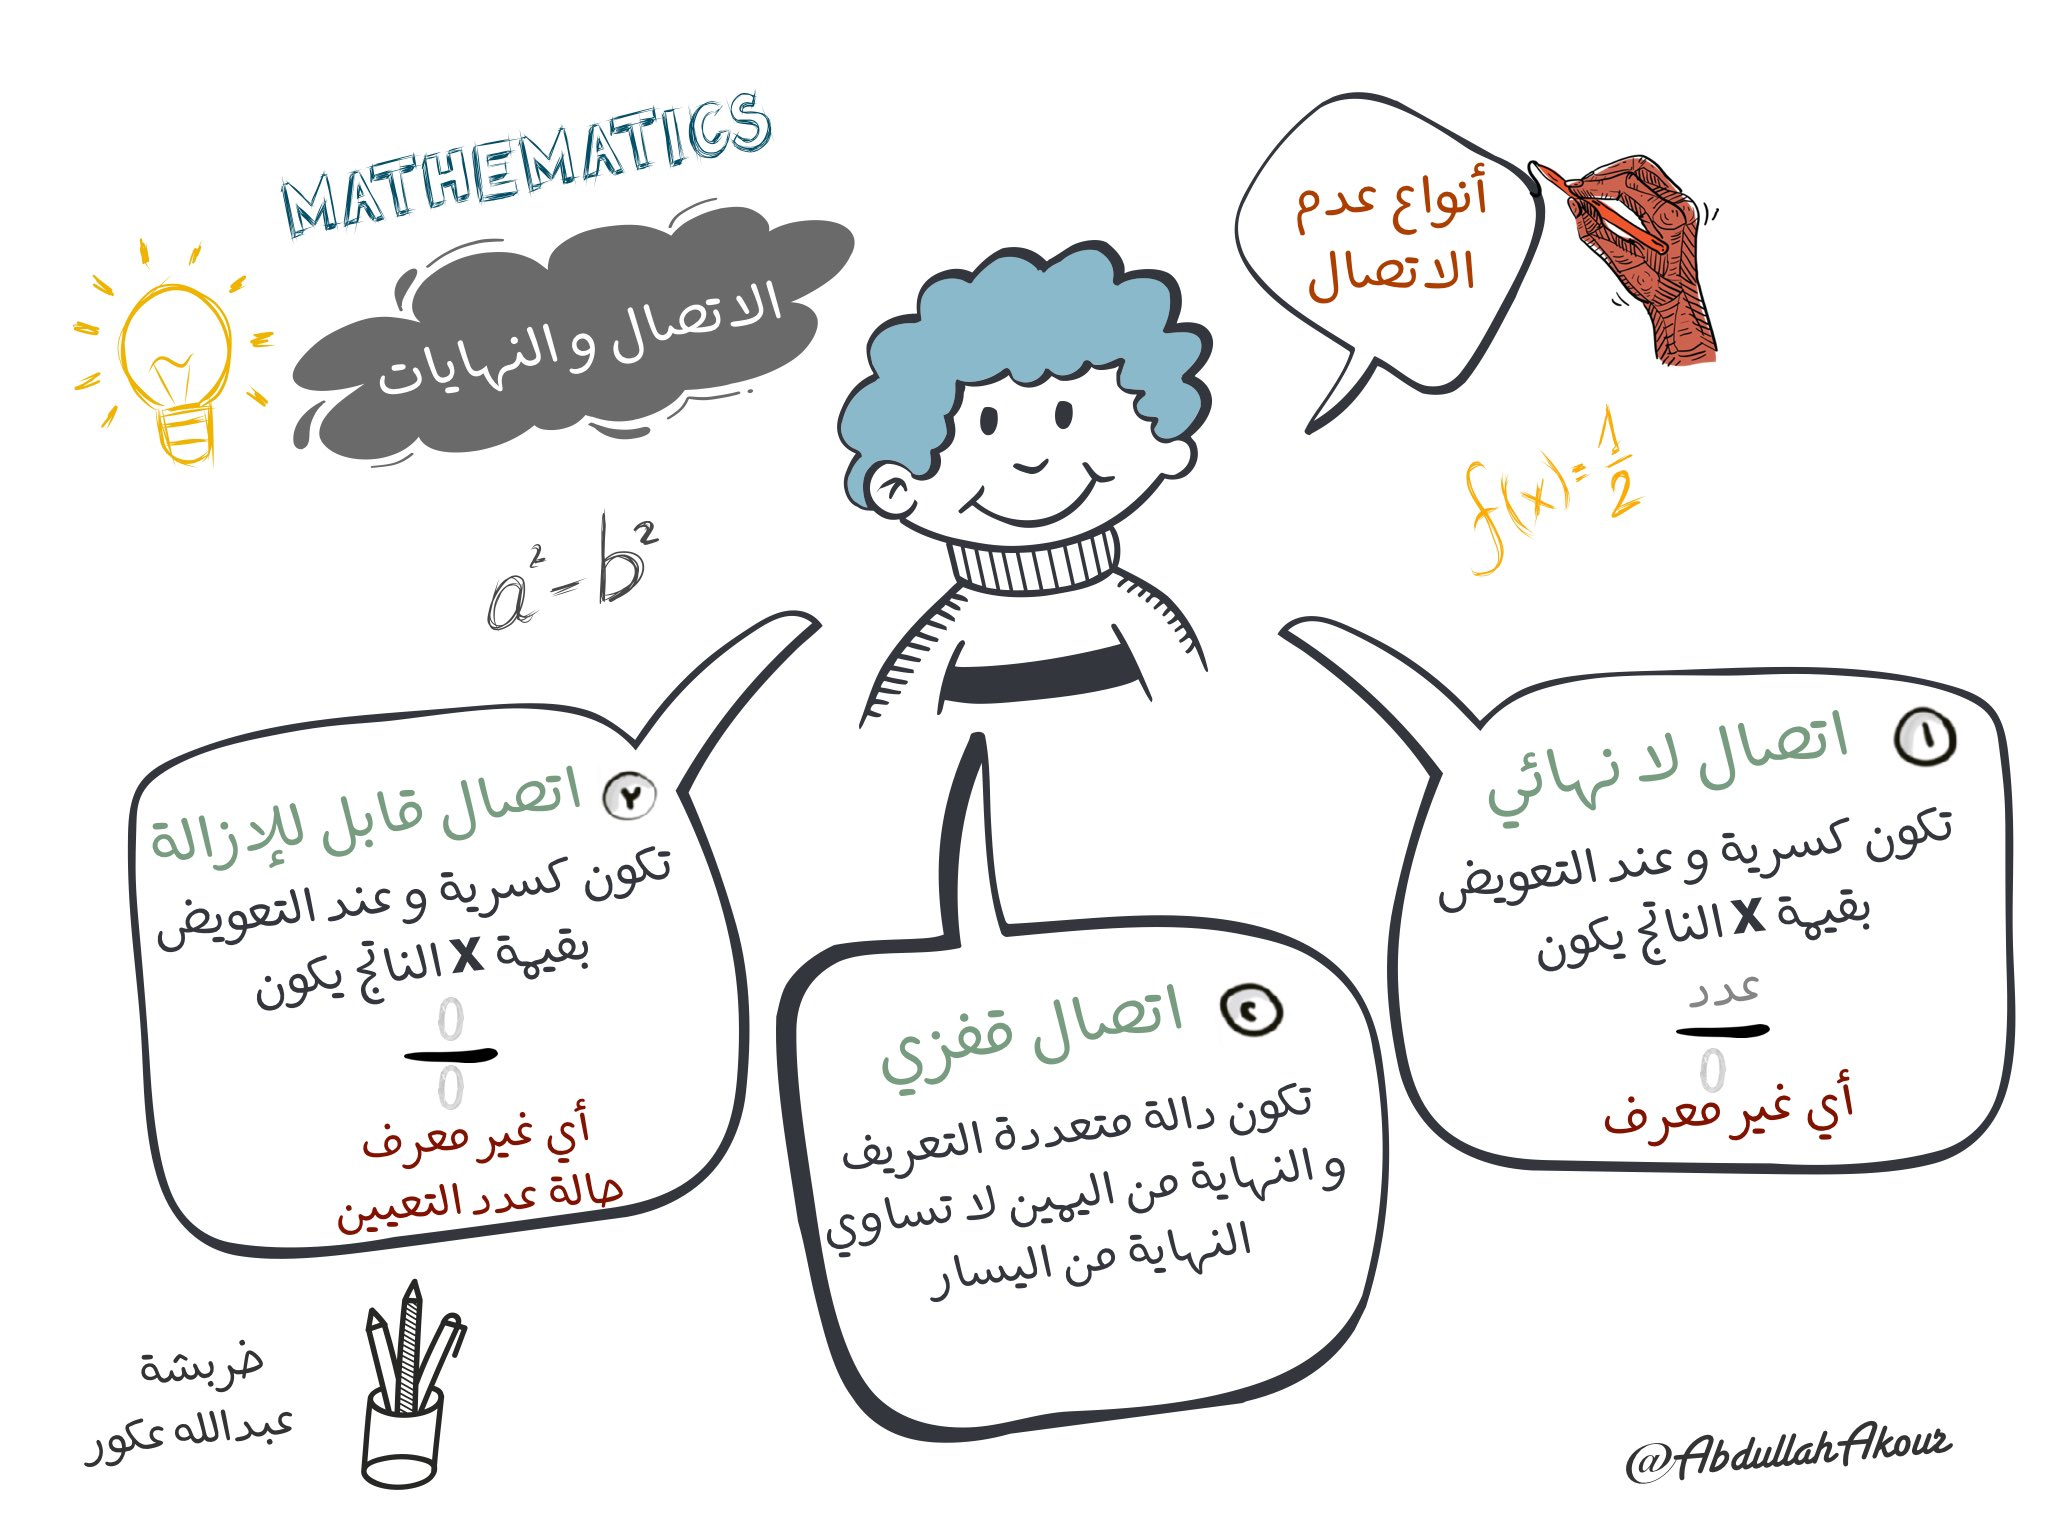 MATHEMATICS
الاتصال و النهايات
أنواع عدم
الاتصال
a²-b²
f(x)=1/2
١
اتصال لا نهائي
تكون كسرية و عند التعويض
بقيمة X الناتج يكون
عدد
0
أي غير معرف
٢
اتصال قفزي
تكون دالة متعددة التعريف
و النهاية من اليمين لا تساوي
النهاية من اليسار
٣
اتصال قابل للإزالة
تكون كسرية و عند التعويض
بقيمة X الناتج يكون
0
0
أي غير معرف
حالة عدد التعيين
خربشة
عبدالله عكور
@AbdullahAkour